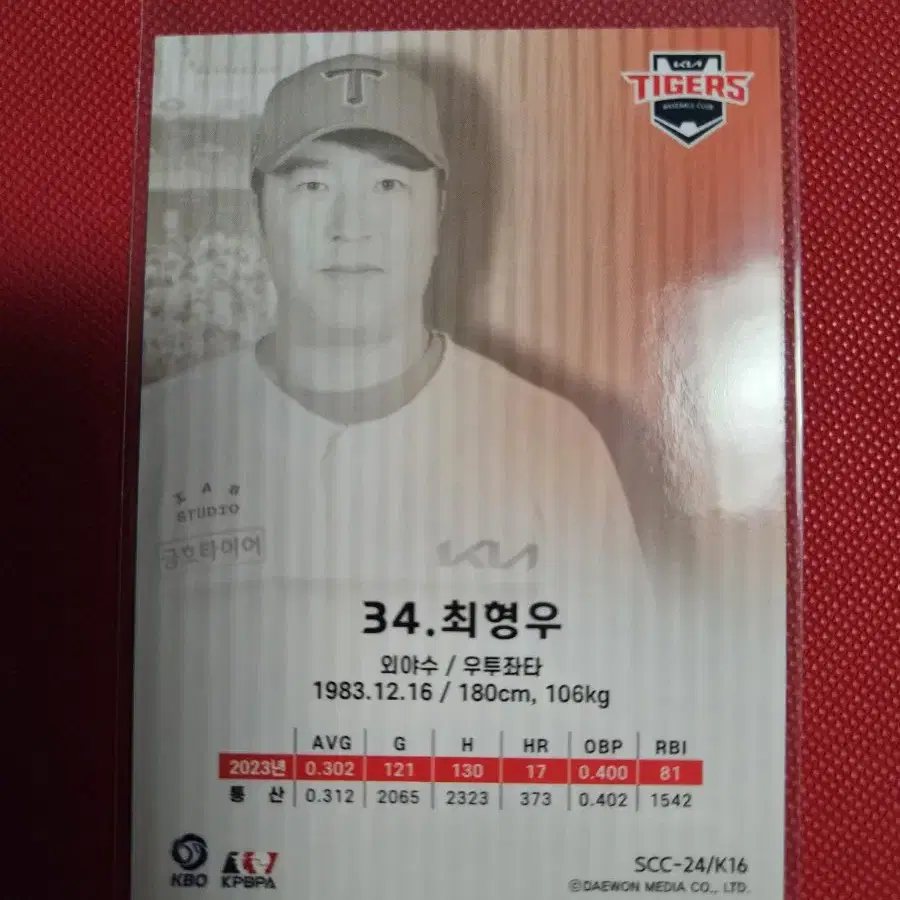 T
KIA
TIGERS
BASEBALL CLUB
STUDIO
금호타이어
KIA
34.최형우
외야수 / 우투좌타
1983.12.16 / 180cm, 106kg
AVG G H HR OBP RBI
2023년 0.302 121 130 17 0.400 81
통 산 0.312 2065 2323 373 0.402 1542
KBO KPBPA
SCC-24/K16
©DAEWON MEDIA CO., LTD.